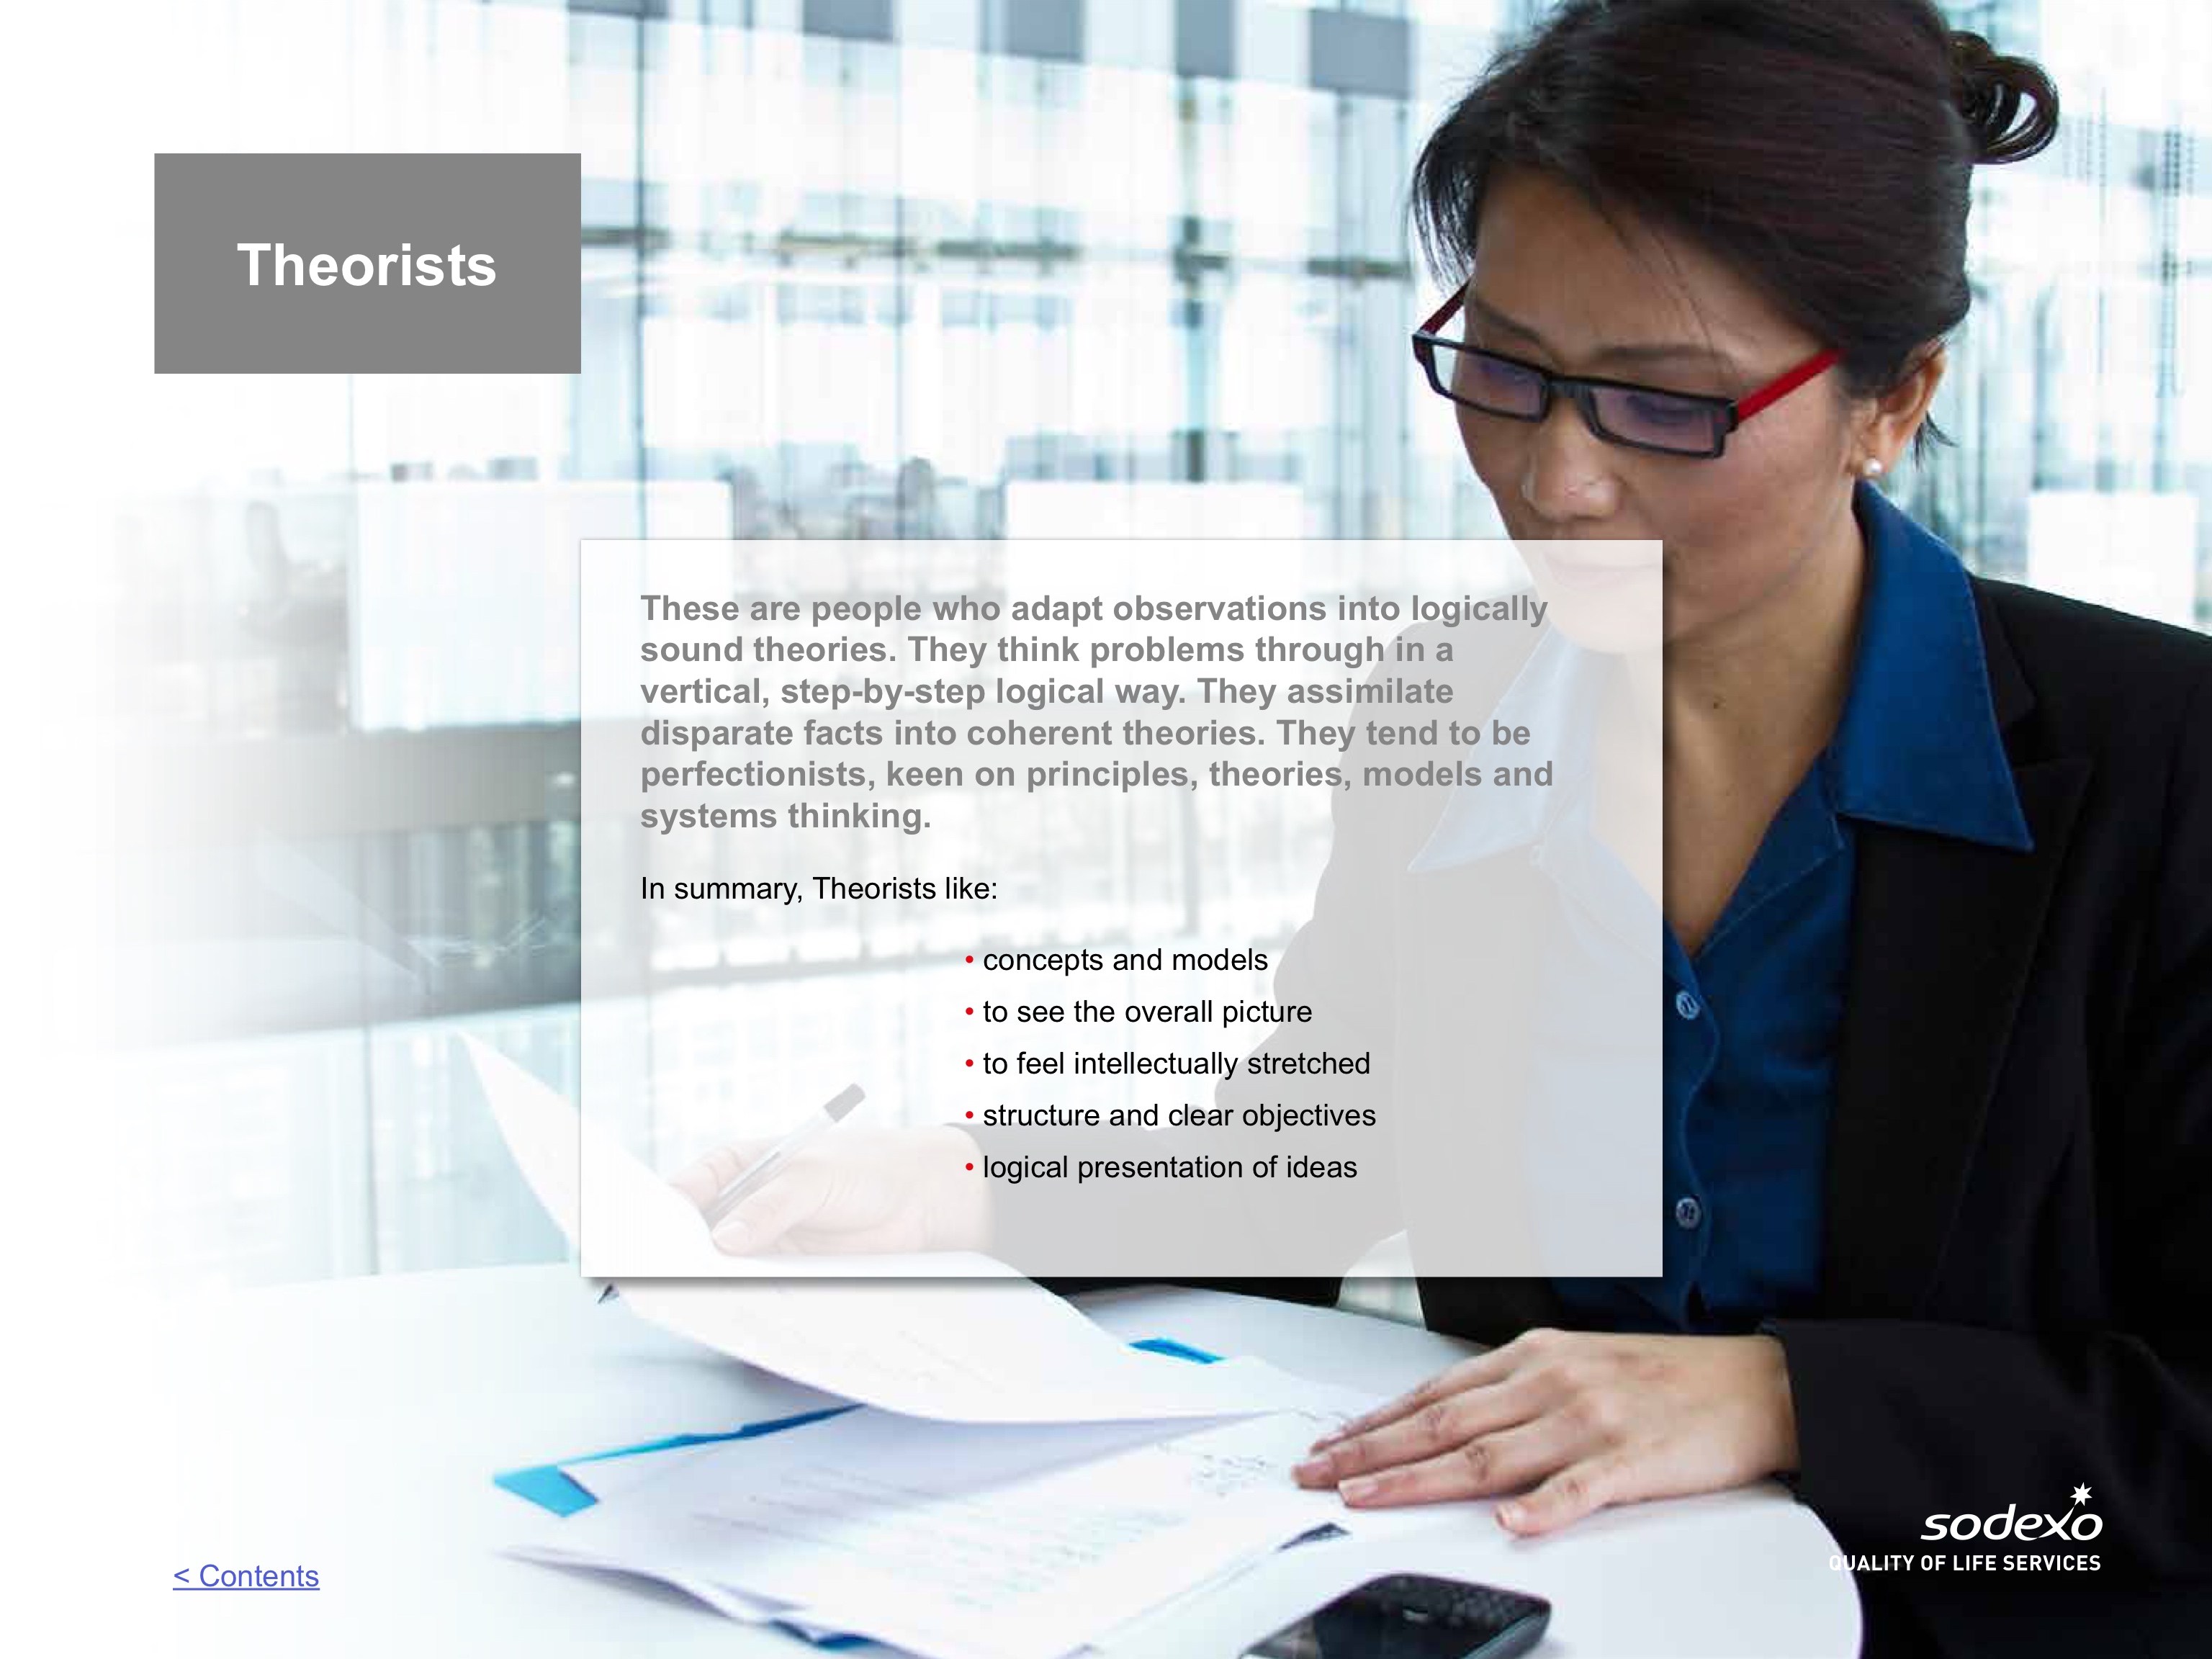 Theorists
These are people who adapt observations into logically
sound theories. They think problems through in a
vertical, step-by-step logical way. They assimilate
disparate facts into coherent theories. They tend to be
perfectionists, keen on principles, theories, models and
systems thinking.
In summary, Theorists like:
• concepts and models
• to see the overall picture
• to feel intellectually stretched
• structure and clear objectives
• logical presentation of ideas
< Contents
sodexo
QUALITY OF LIFE SERVICES